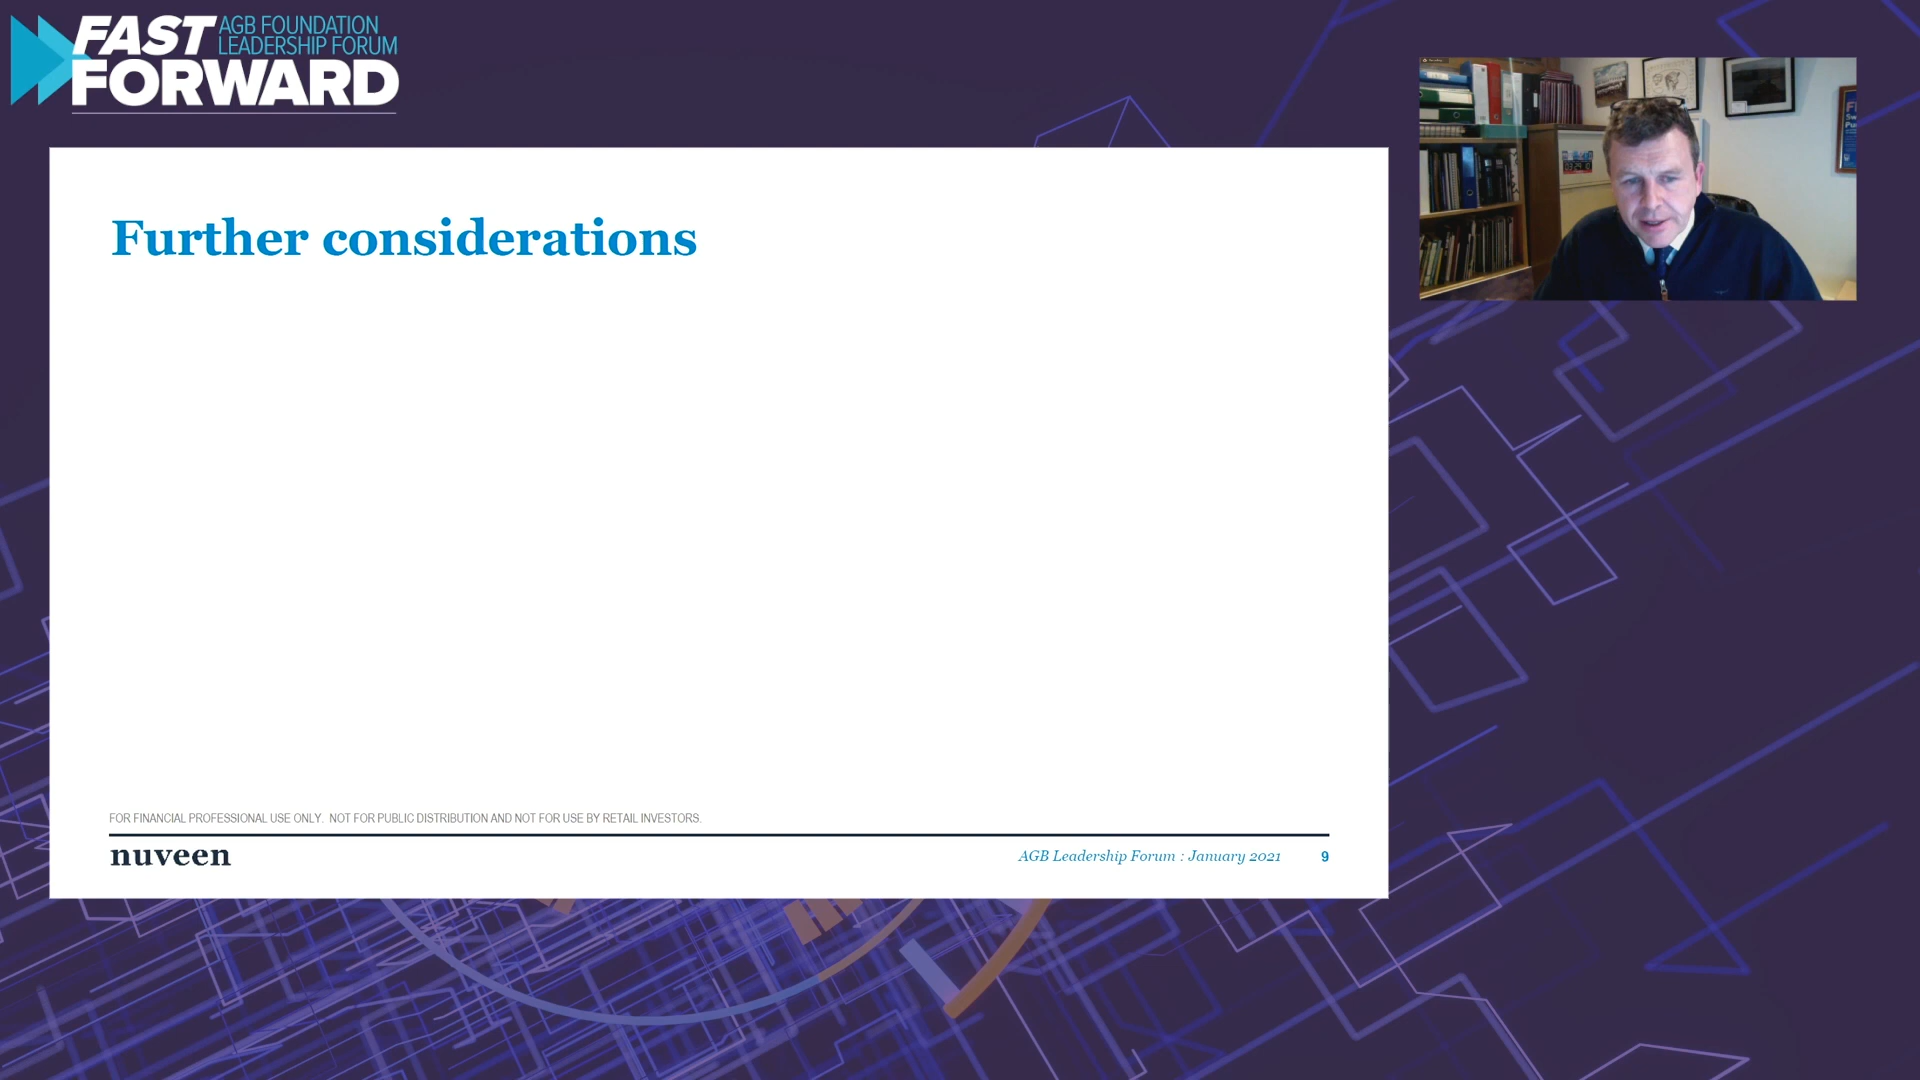 FAST
AGB FOUNDATION
LEADERSHIP FORUM
FORWARD
Further considerations
FOR FINANCIAL PROFESSIONAL USE ONLY. NOT FOR PUBLIC DISTRIBUTION AND NOT FOR USE BY RETAIL INVESTORS.
nuveen
AGB Leadership Forum : January 2021
9